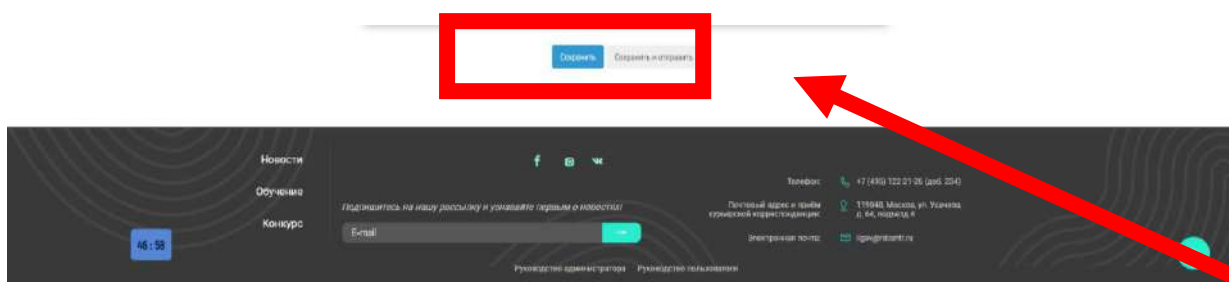 Сохранить Сохранить и отправить
Новости
Обучение
Конкурс
46 : 58
Подпишитесь на нашу рассылку и узнавайте первым о новостях!
E-mail
Телефон: +7 (495) 122-21-26 (доб. 204)
Почтовый адрес и приём 119048, Москва, ул. Усачева,
курьерской корреспонденции: д. 64, подъезд 4
Электронная почта:
Руководство администратора Руководство пользователя